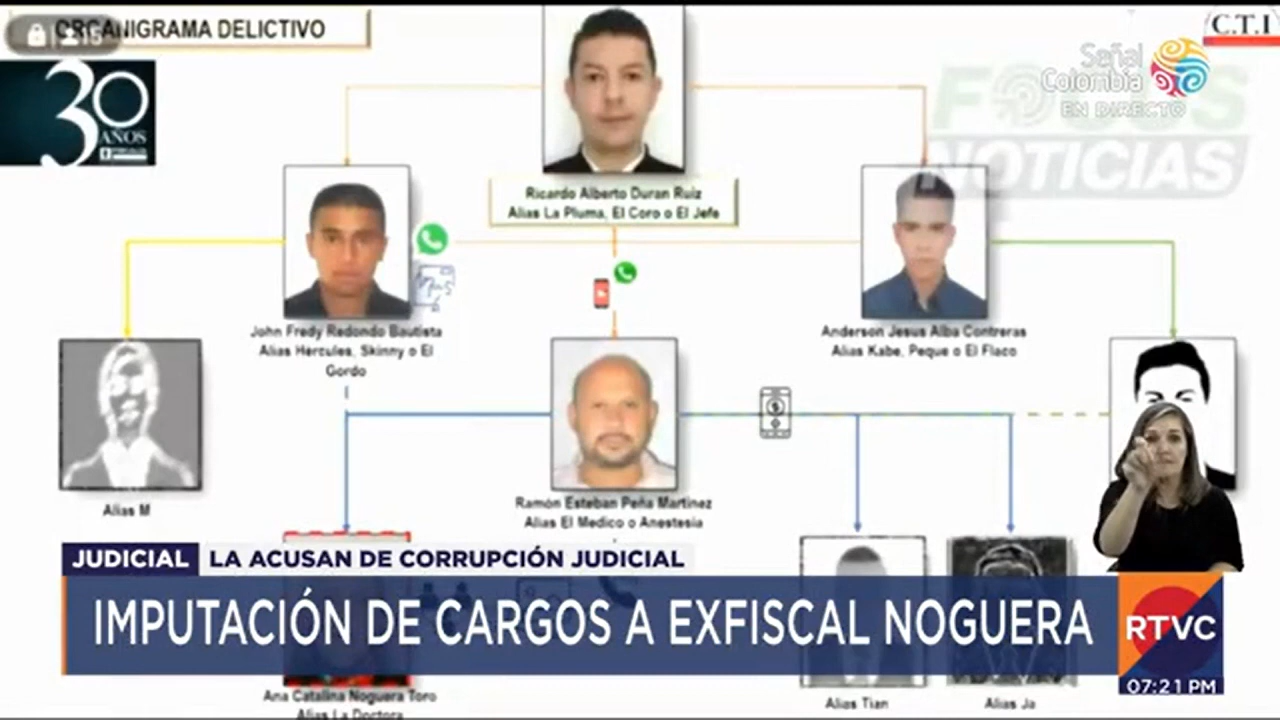 ORGANIGRAMA DELICTIVO
C.T.I
30
AÑOS
Señal
Colombia
EN DIRECTO
FOCUS
NOTICIAS
Ricardo Alberto Duran Ruiz
Alias La Pluma, El Coro o El Jefe
John Fredy Redondo Bautista
Alias Hercules, Skinny o El
Gordo
Anderson Jesus Alba Contreras
Alias Kabe, Peque o El Flaco
Alias M
Ramón Esteban Peña Martinez
Alias El Medico o Anestesia
JUDICIAL LA ACUSAN DE CORRUPCIÓN JUDICIAL
IMPUTACIÓN DE CARGOS A EXFISCAL NOGUERA
RTVC
07:21 PM
Ana Catalina Noguera Toro
Alias La Doctora
Alias Tian
Alias Ja